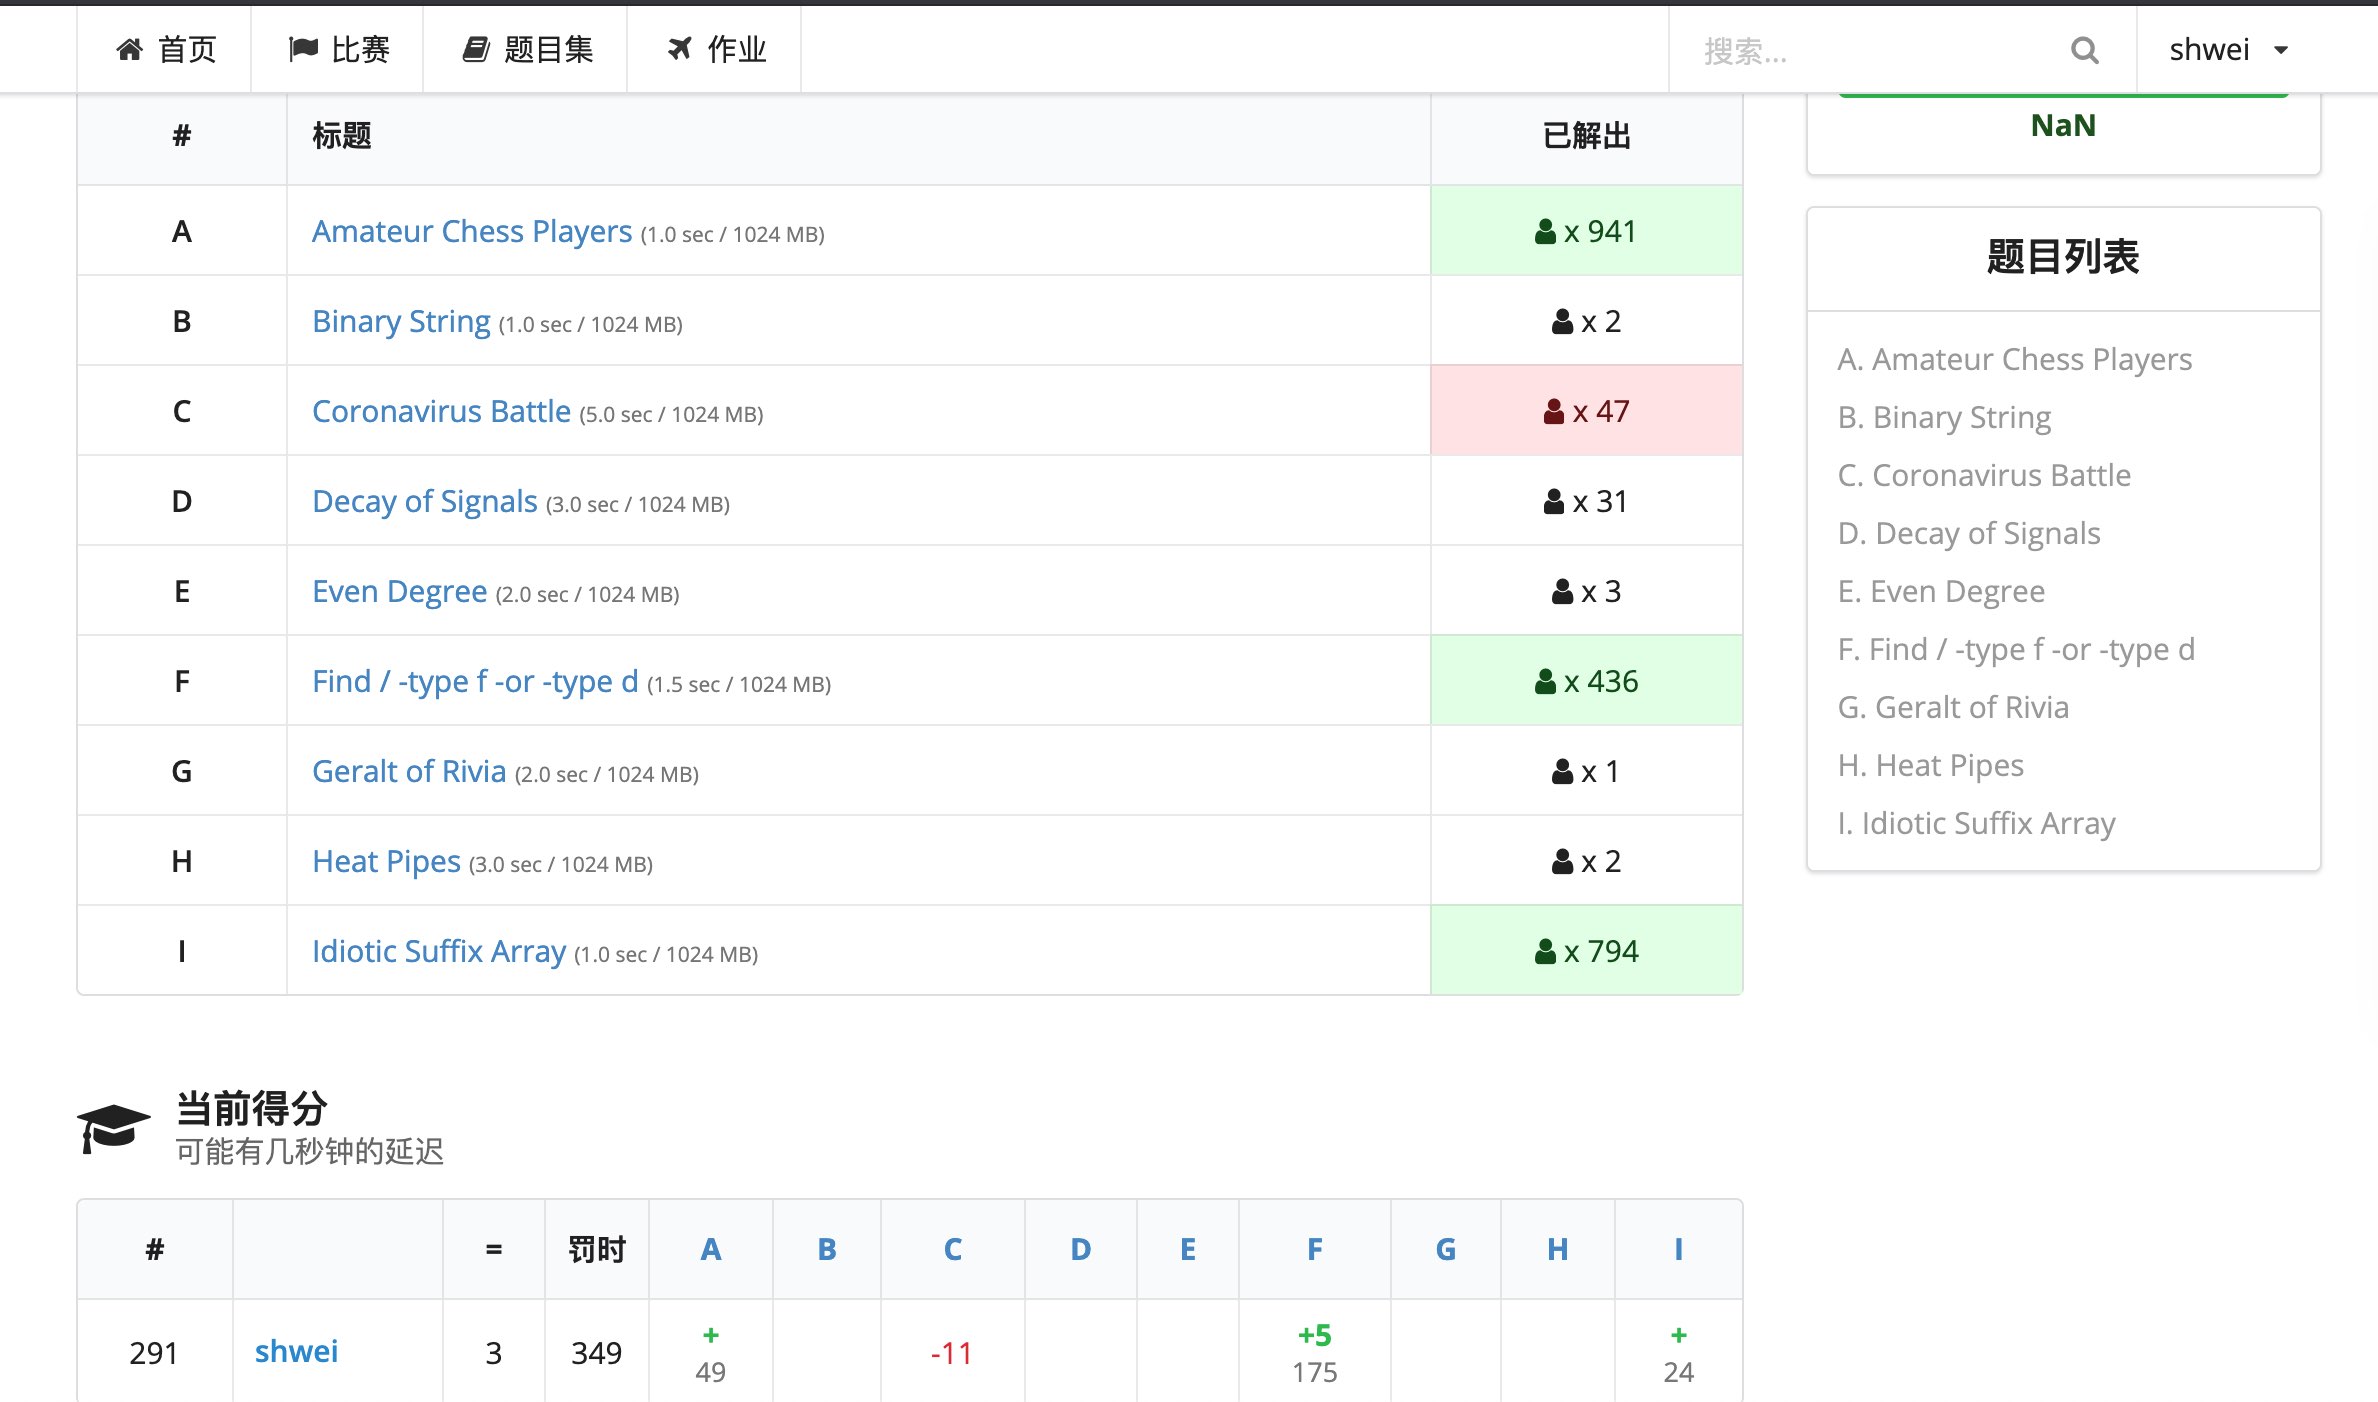 首页 比赛 题目集 作业 搜索... shwei
NaN
# 标题 已解出
A Amateur Chess Players (1.0 sec / 1024 MB) x 941
B Binary String (1.0 sec / 1024 MB) x 2
C Coronavirus Battle (5.0 sec / 1024 MB) x 47
D Decay of Signals (3.0 sec / 1024 MB) x 31
E Even Degree (2.0 sec / 1024 MB) x 3
F Find / -type f -or -type d (1.5 sec / 1024 MB) x 436
G Geralt of Rivia (2.0 sec / 1024 MB) x 1
H Heat Pipes (3.0 sec / 1024 MB) x 2
I Idiotic Suffix Array (1.0 sec / 1024 MB) x 794
题目列表
A. Amateur Chess Players
B. Binary String
C. Coronavirus Battle
D. Decay of Signals
E. Even Degree
F. Find / -type f -or -type d
G. Geralt of Rivia
H. Heat Pipes
I. Idiotic Suffix Array
当前得分
可能有几秒钟的延迟
# = 罚时 A B C D E F G H I
291 shwei 3 349 + -11 +5 +
49 175 24